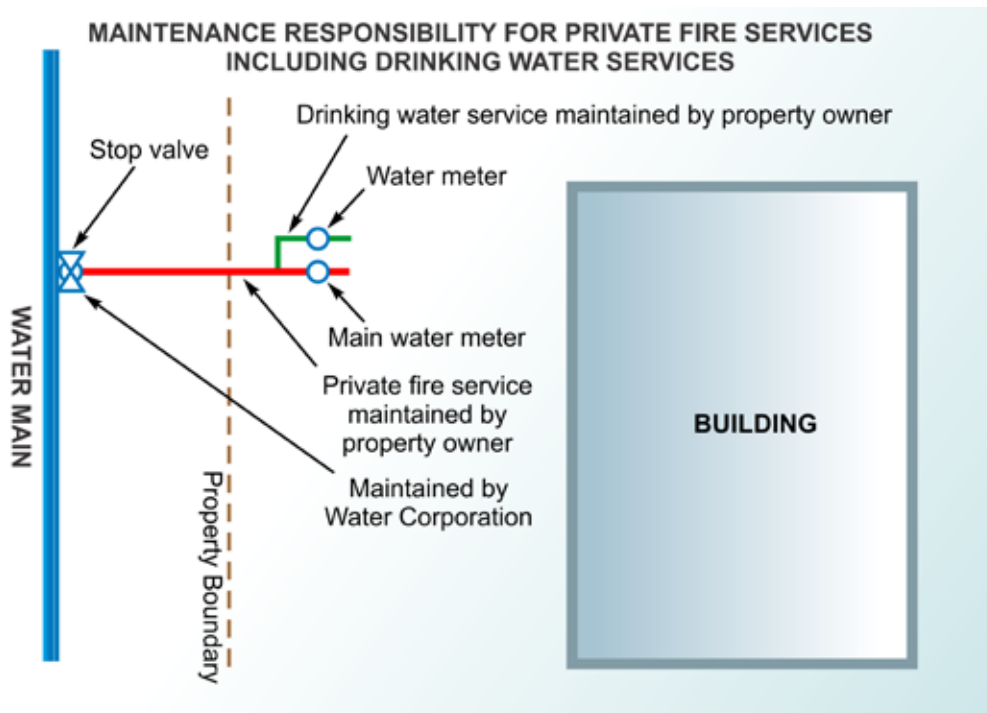 MAINTENANCE RESPONSIBILITY FOR PRIVATE FIRE SERVICES
INCLUDING DRINKING WATER SERVICES
Drinking water service maintained by property owner
Stop valve
Water meter
Main water meter
WATER MAIN
Private fire service
maintained by
property owner
BUILDING
Maintained by
Water Corporation
Property Boundary